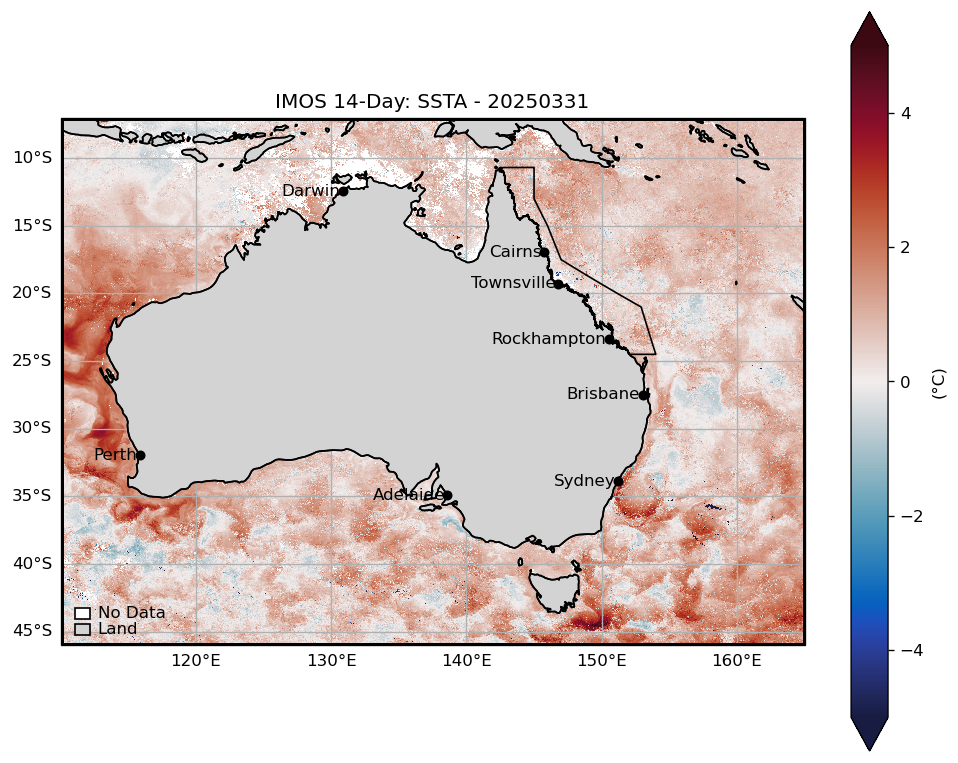 IMOS 14-Day: SSTA - 20250331
10°S
15°S
20°S
25°S
30°S
35°S
40°S
45°S
Darwin
Cairns
Townsville
Rockhampton
Brisbane
Perth
Sydney
Adelaide
No Data
Land
120°E
130°E
140°E
150°E
160°E
4
2
0
−2
−4
(°C)